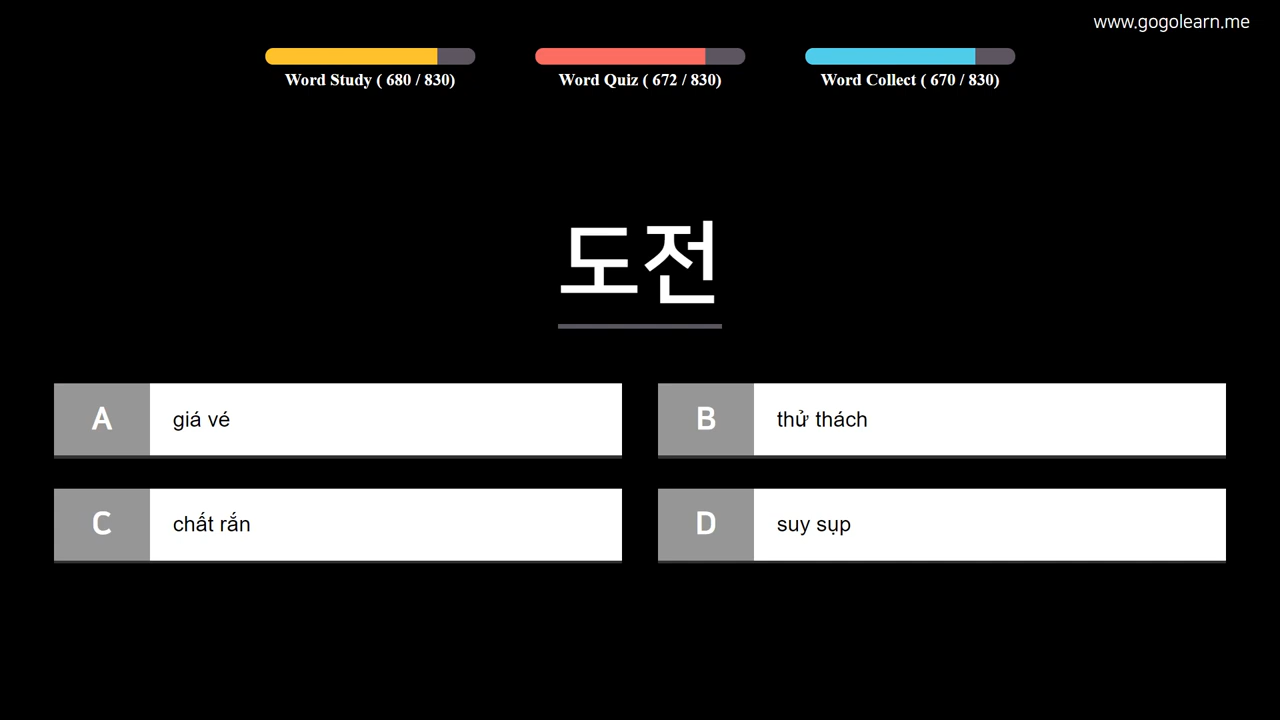 www.gogolearn.me
Word Study ( 680 / 830)
Word Quiz ( 672 / 830)
Word Collect ( 670 / 830)
도전
A giá vé
B thử thách
C chất rắn
D suy sụp